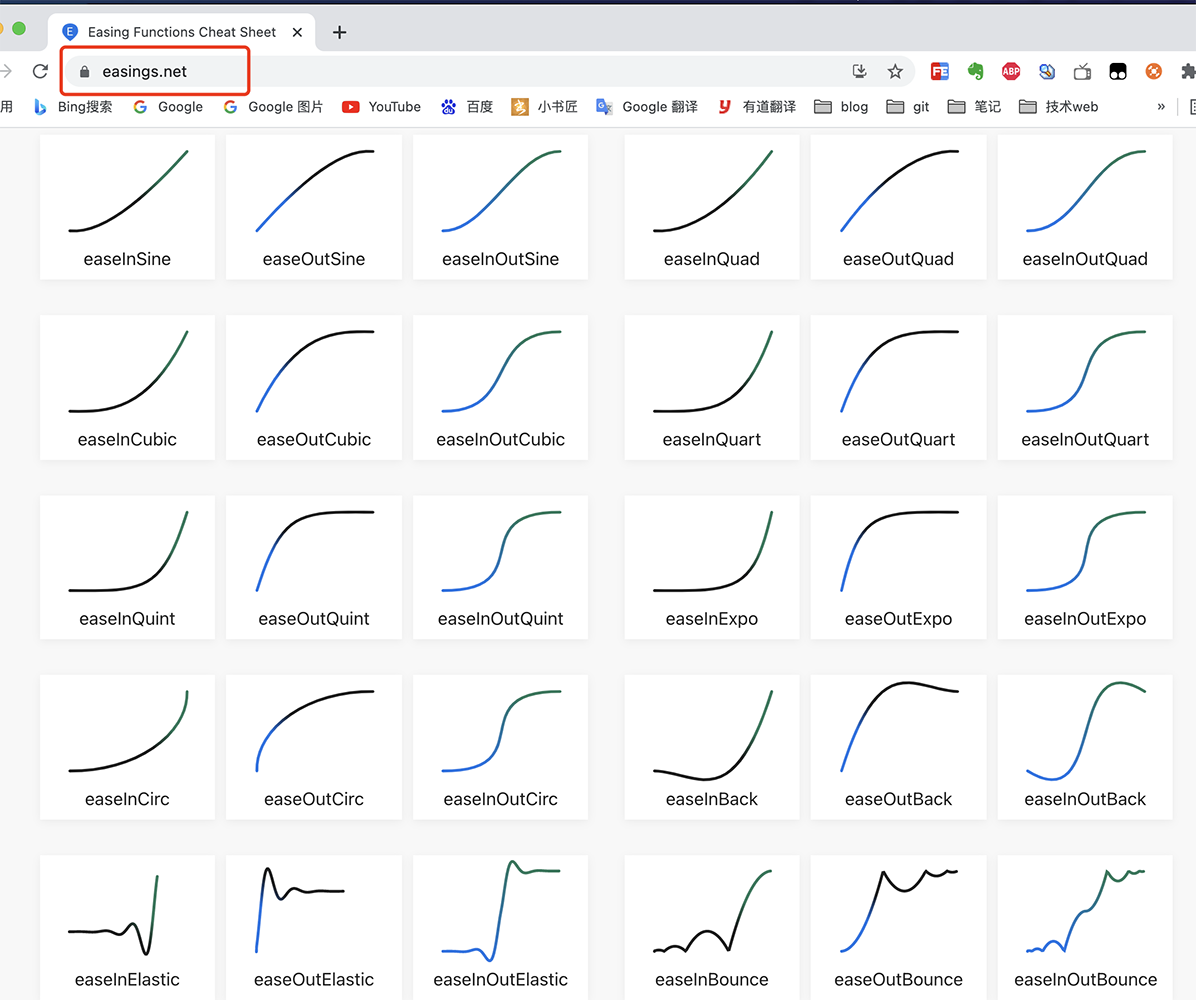 E Easing Functions Cheat Sheet
easings.net
FE ABP
用 Bing搜索 Google Google 图片 YouTube 百度 小书匠 Google 翻译 有道翻译 blog git 笔记 技术web »
easeInSine easeOutSine easeInOutSine easeInQuad easeOutQuad easeInOutQuad
easeInCubic easeOutCubic easeInOutCubic easeInQuart easeOutQuart easeInOutQuart
easeInQuint easeOutQuint easeInOutQuint easeInExpo easeOutExpo easeInOutExpo
easeInCirc easeOutCirc easeInOutCirc easeInBack easeOutBack easeInOutBack
easeInElastic easeOutElastic easeInOutElastic easeInBounce easeOutBounce easeInOutBounce